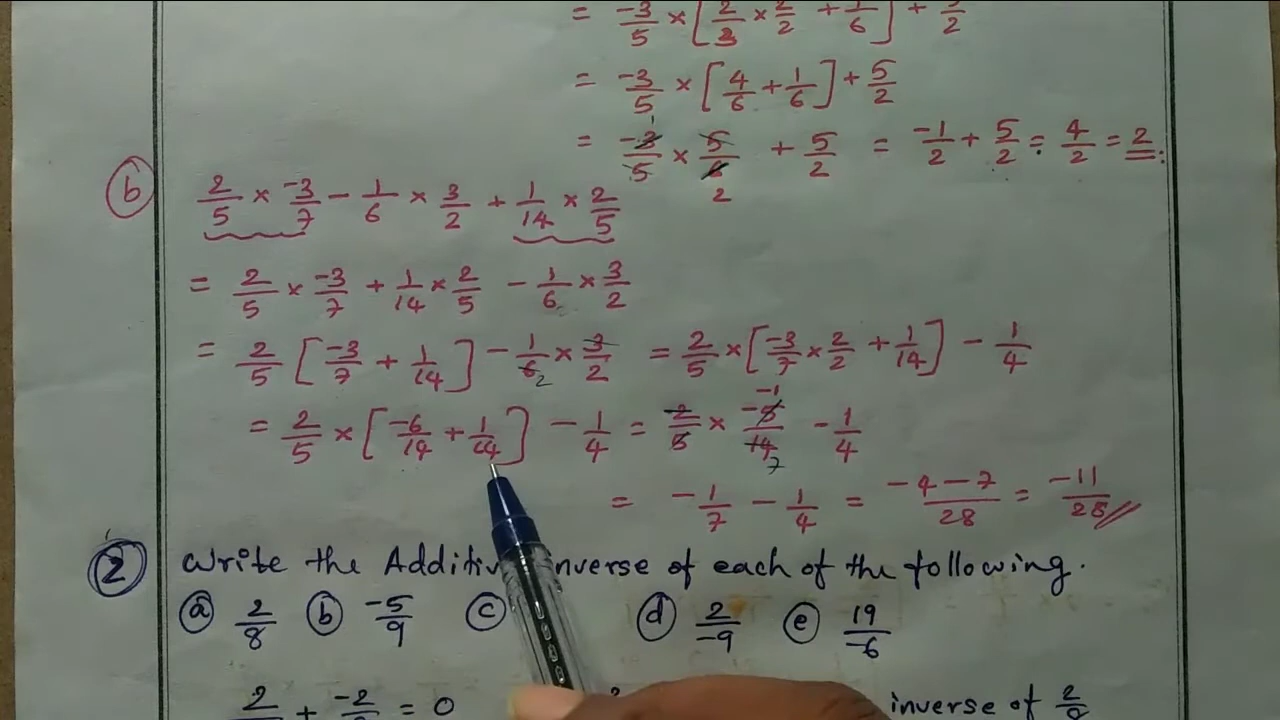 = -3/5 × [2/3 × 2/2 + 1/6] + 5/2
= -3/5 × [4/6 + 1/6] + 5/2
= -3/5 × 5/6 + 5/2 = -1/2 + 5/2 = 4/2 = 2
1
2
(b) 2/5 × -3/7 - 1/6 × 3/2 + 1/14 × 2/5
= 2/5 × -3/7 + 1/14 × 2/5 - 1/6 × 3/2
= 2/5 [-3/7 + 1/14] - 1/6 × 3/2 = 2/5 × [-3/7 × 2/2 + 1/14] - 1/4
2
= 2/5 × [-6/14 + 1/14] - 1/4 = 2/5 × -5/14 - 1/4
-1
7
= -1/7 - 1/4 = -4-7/28 = -11/28
(2) Write the Additive inverse of each of the following.
(a) 2/8 (b) -5/9 (c) (d) 2/-9 (e) 19/-6
2 + -2 = 0 inverse of 2